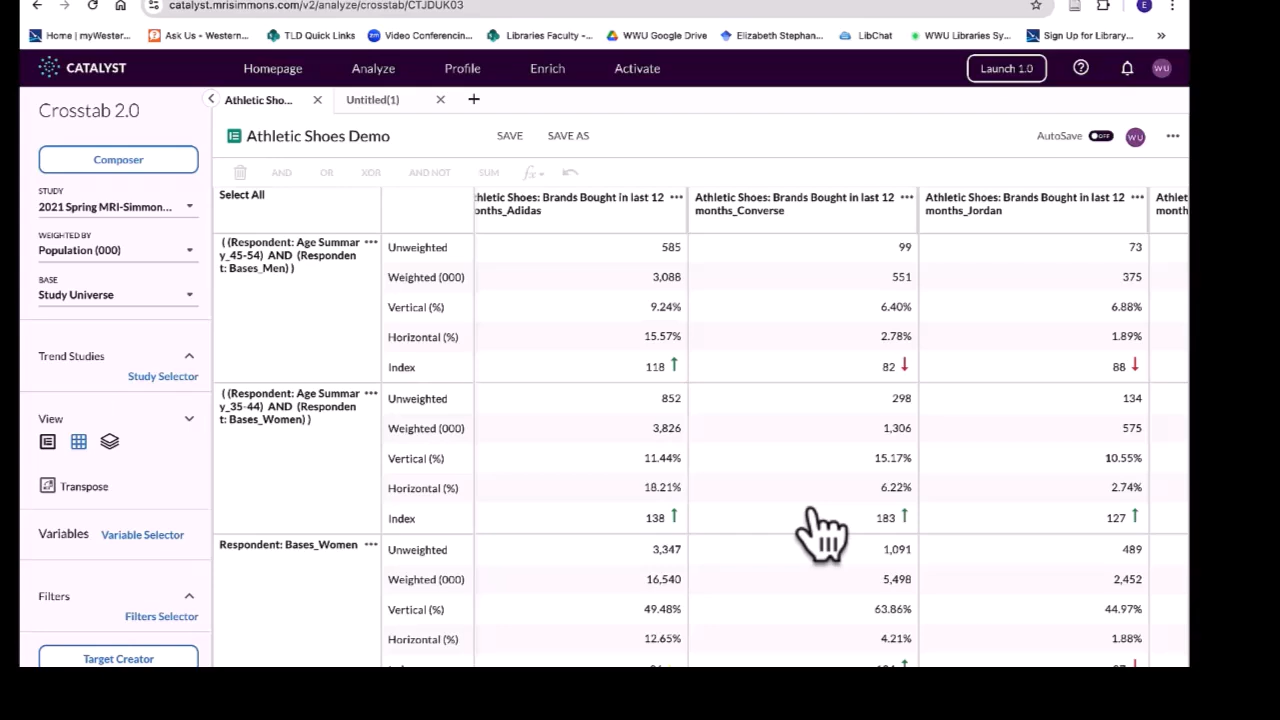 catalyst.mrisimmons.com/v2/analyze/crosstab/CTJDUK03
E
Home | myWester...
Ask Us - Western...
TLD Quick Links
Video Conferencin...
Libraries Faculty -...
WWU Google Drive
Elizabeth Stephan...
LibChat
WWU Libraries Sy...
Sign Up for Library...
»
CATALYST
Homepage
Analyze
Profile
Enrich
Activate
Launch 1.0
WU
Crosstab 2.0
Composer
STUDY
2021 Spring MRI-Simmon...
WEIGHTED BY
Population (000)
BASE
Study Universe
Trend Studies
Study Selector
View
Transpose
Variables
Variable Selector
Filters
Filters Selector
Target Creator
Athletic Sho...
Untitled(1)
Athletic Shoes Demo
SAVE
SAVE AS
AutoSave OFF
WU
AND
OR
XOR
AND NOT
SUM
fx
Select All
hletic Shoes: Brands Bought in last 12
onths_Adidas
Athletic Shoes: Brands Bought in last 12
months_Converse
Athletic Shoes: Brands Bought in last 12
months_Jordan
Athlet
month
((Respondent: Age Summar
y_45-54) AND (Responden
t: Bases_Men))
Unweighted 585 99 73
Weighted (000) 3,088 551 375
Vertical (%) 9.24% 6.40% 6.88%
Horizontal (%) 15.57% 2.78% 1.89%
Index 118 ↑ 82 ↓ 88 ↓
((Respondent: Age Summar
y_35-44) AND (Responden
t: Bases_Women))
Unweighted 852 298 134
Weighted (000) 3,826 1,306 575
Vertical (%) 11.44% 15.17% 10.55%
Horizontal (%) 18.21% 6.22% 2.74%
Index 138 ↑ 183 ↑ 127 ↑
Respondent: Bases_Women
Unweighted 3,347 1,091 489
Weighted (000) 16,540 5,498 2,452
Vertical (%) 49.48% 63.86% 44.97%
Horizontal (%) 12.65% 4.21% 1.88%